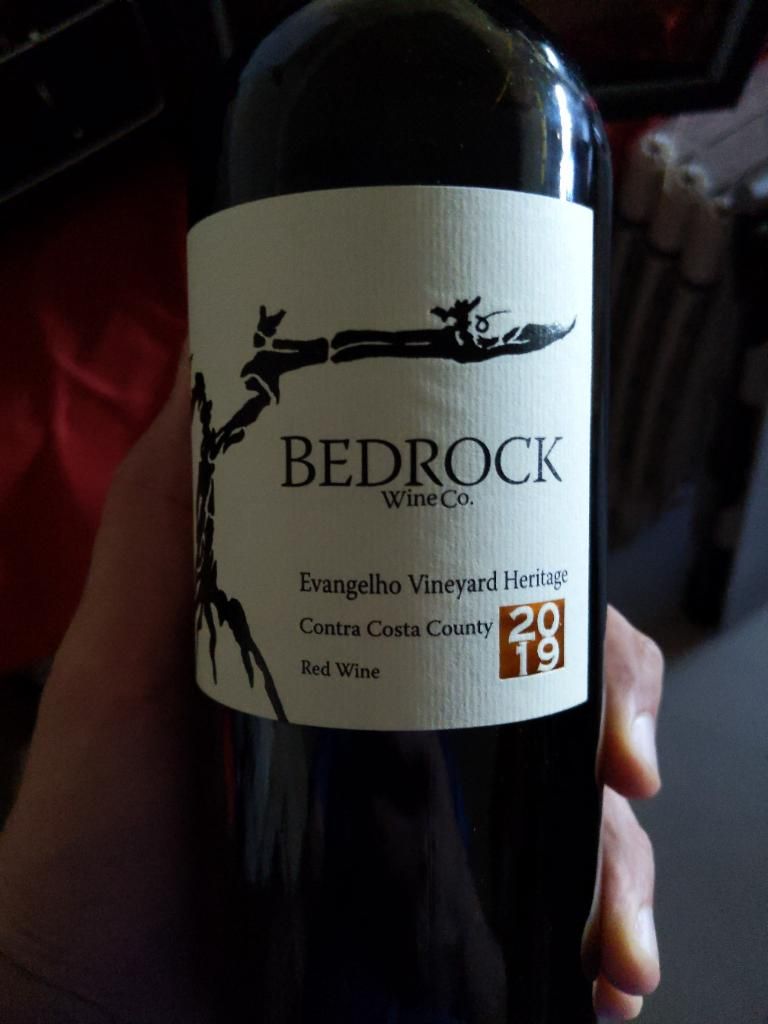 BEDROCK
Wine Co.
Evangelho Vineyard Heritage
Contra Costa County
20
19
Red Wine